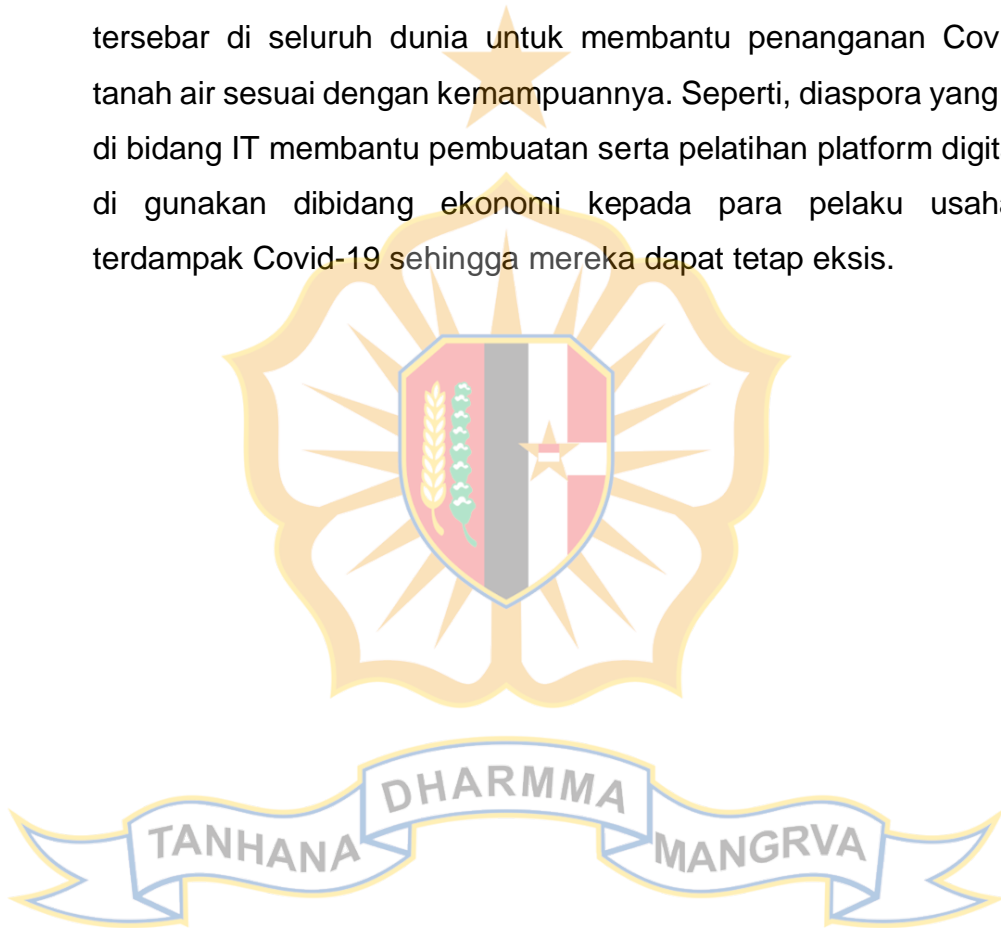 tersebar di seluruh dunia untuk membantu penanganan Cov
tanah air sesuai dengan kemampuannya. Seperti, diaspora yang
di bidang IT membantu pembuatan serta pelatihan platform digit
di gunakan dibidang ekonomi kepada para pelaku usaha
terdampak Covid-19 sehingga mereka dapat tetap eksis.
TANHANA DHARMMA MANGRVA